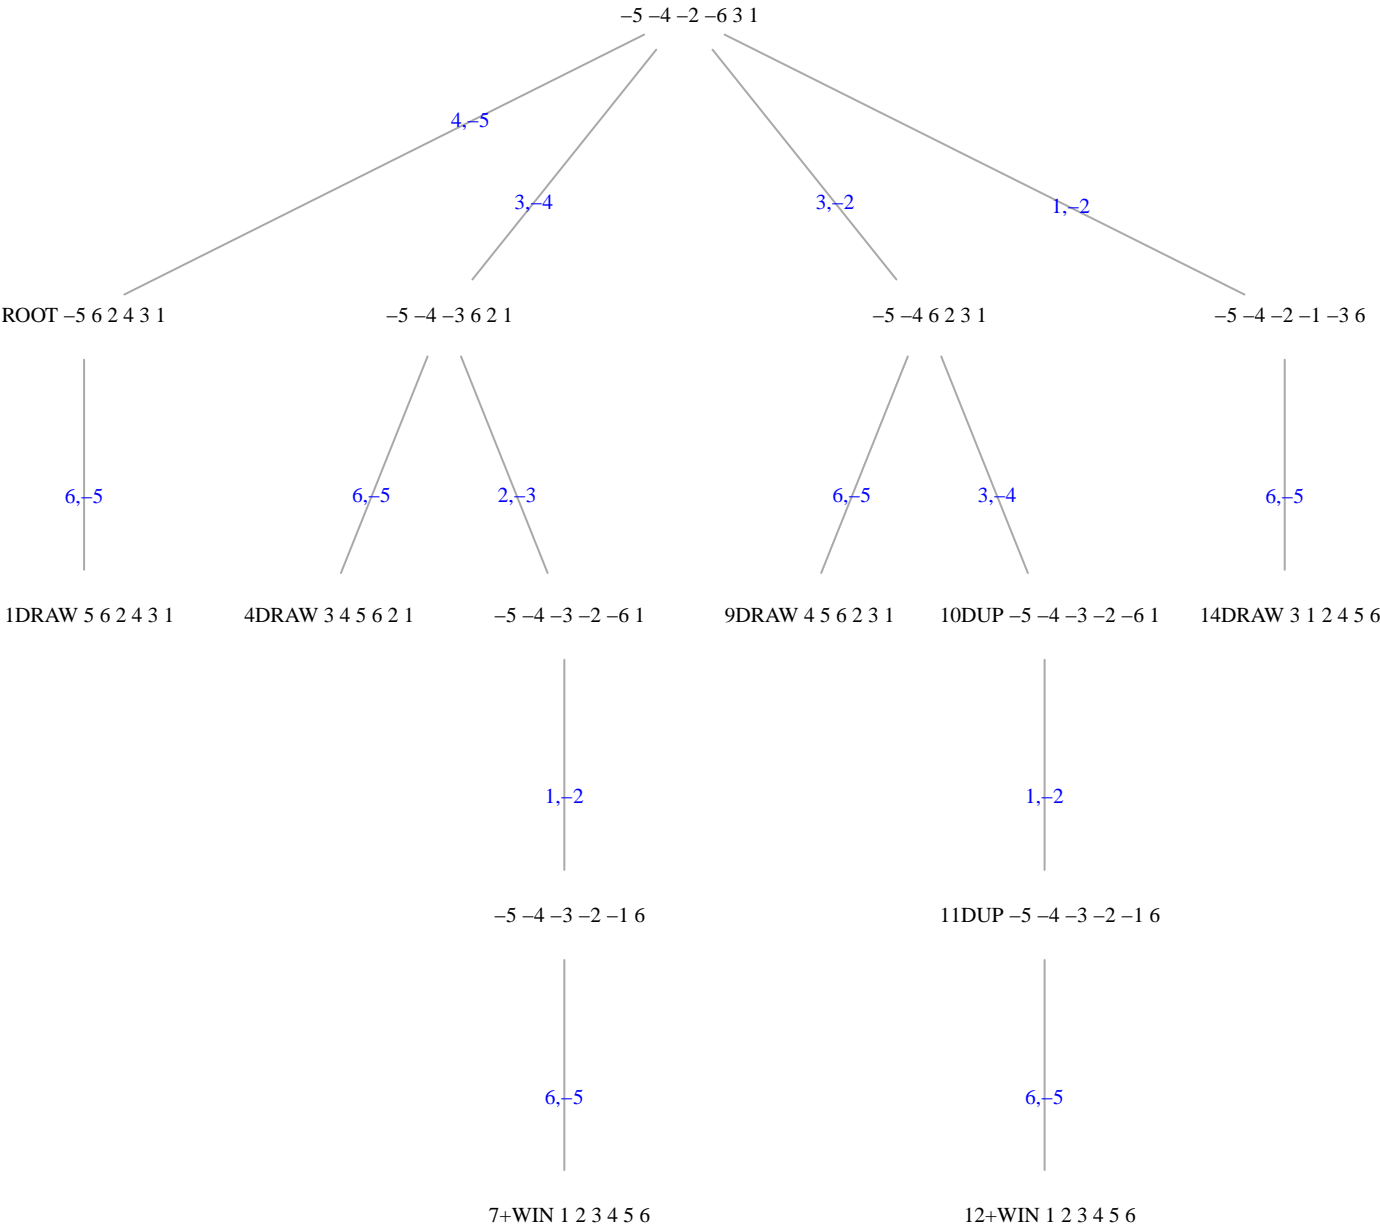 −5 −4 −2 −6 3 1
4,−5
3,−4
3,−2
1,−2
ROOT −5 6 2 4 3 1
−5 −4 −3 6 2 1
−5 −4 6 2 3 1
−5 −4 −2 −1 −3 6
6,−5
6,−5
2,−3
6,−5
3,−4
6,−5
1DRAW 5 6 2 4 3 1
4DRAW 3 4 5 6 2 1
−5 −4 −3 −2 −6 1
9DRAW 4 5 6 2 3 1
10DUP −5 −4 −3 −2 −6 1
14DRAW 3 1 2 4 5 6
1,−2
1,−2
−5 −4 −3 −2 −1 6
11DUP −5 −4 −3 −2 −1 6
6,−5
6,−5
7+WIN 1 2 3 4 5 6
12+WIN 1 2 3 4 5 6